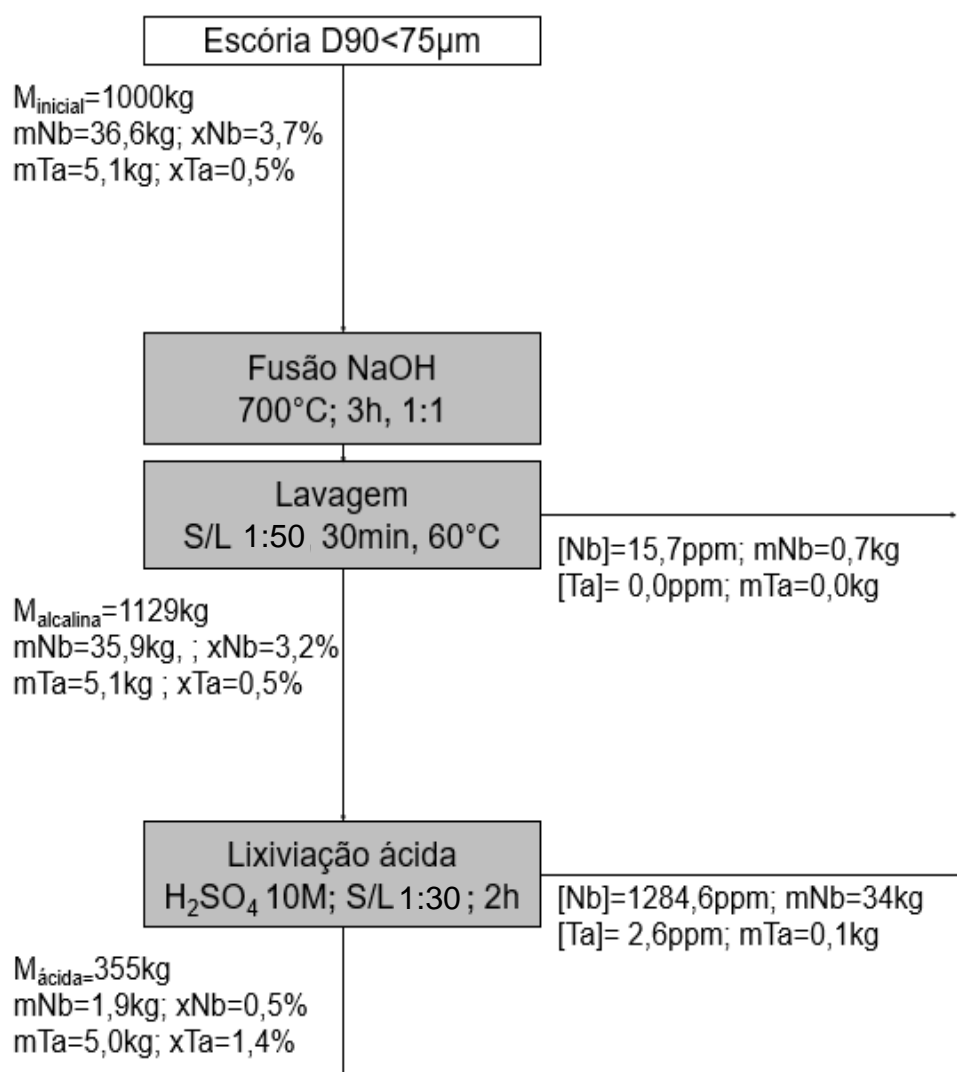 Escória D90<75µm
M inicial=1000kg
mNb=36,6kg; xNb=3,7%
mTa=5,1kg; xTa=0,5%
Fusão NaOH
700°C; 3h, 1:1
Lavagem
S/L 1:50, 30min, 60°C
[Nb]=15,7ppm; mNb=0,7kg
[Ta]= 0,0ppm; mTa=0,0kg
M alcalina=1129kg
mNb=35,9kg, ; xNb=3,2%
mTa=5,1kg ; xTa=0,5%
Lixiviação ácida
H₂SO₄ 10M; S/L 1:30 ; 2h
[Nb]=1284,6ppm; mNb=34kg
[Ta]= 2,6ppm; mTa=0,1kg
M ácida=355kg
mNb=1,9kg; xNb=0,5%
mTa=5,0kg; xTa=1,4%